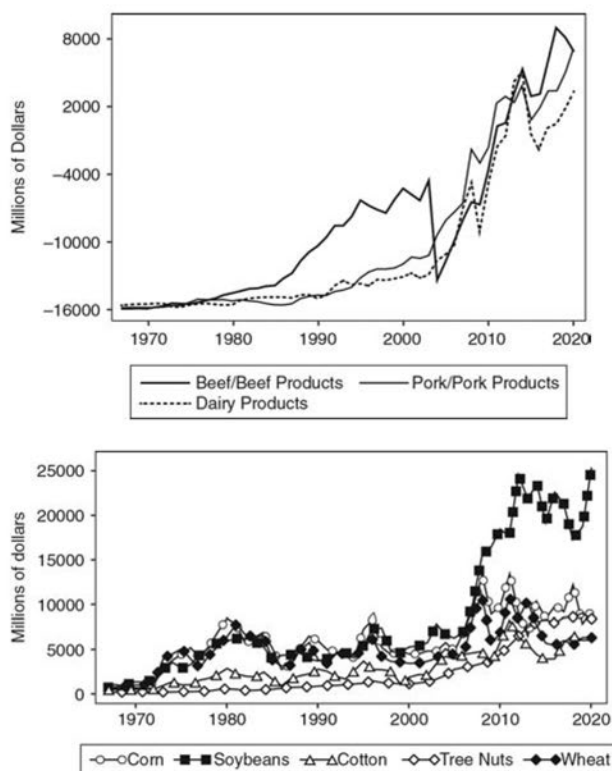 8000
2000
−4000
−10000
−16000
Millions of Dollars
1970 1980 1990 2000 2010 2020
Beef/Beef Products Pork/Pork Products
Dairy Products
25000
20000
15000
10000
5000
0
Millions of dollars
1970 1980 1990 2000 2010 2020
Corn Soybeans Cotton Tree Nuts Wheat